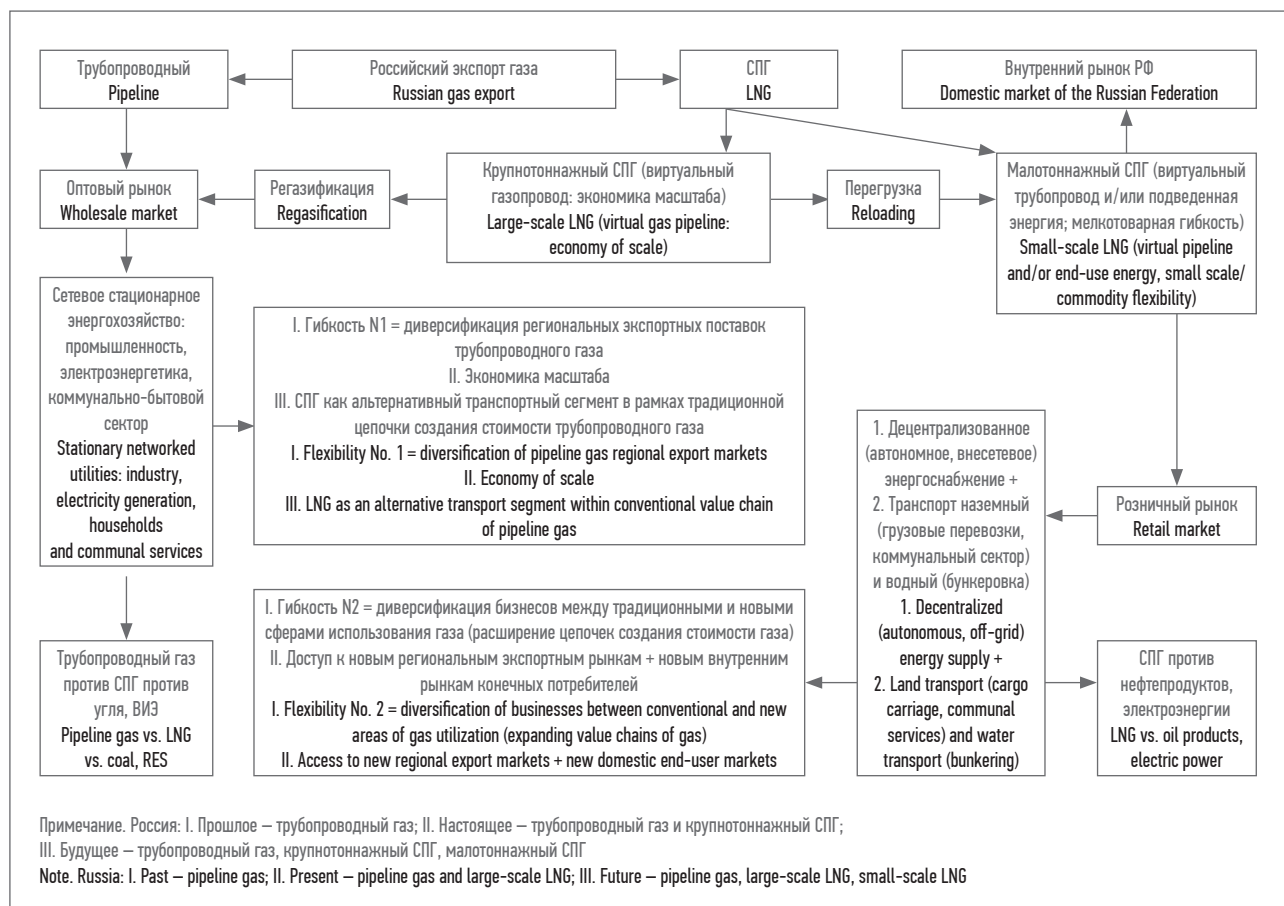 Трубопроводный
Pipeline
Российский экспорт газа
Russian gas export
СПГ
LNG
Внутренний рынок РФ
Domestic market of the Russian Federation
Оптовый рынок
Wholesale market
Регазификация
Regasification
Крупнотоннажный СПГ (виртуальный
газопровод: экономика масштаба)
Large-scale LNG (virtual gas pipeline:
economy of scale)
Перегрузка
Reloading
Малотоннажный СПГ (виртуальный
трубопровод и/или подведенная
энергия; мелкотоварная гибкость)
Small-scale LNG (virtual pipeline
and/or end-use energy, small scale/
commodity flexibility)
Сетевое стационарное
энергохозяйство:
промышленность,
электроэнергетика,
коммунально-бытовой
сектор
Stationary networked
utilities: industry,
electricity generation,
households
and communal services
I. Гибкость N1 = диверсификация региональных экспортных поставок
трубопроводного газа
II. Экономика масштаба
III. СПГ как альтернативный транспортный сегмент в рамках традиционной
цепочки создания стоимости трубопроводного газа
I. Flexibility No. 1 = diversification of pipeline gas regional export markets
II. Economy of scale
III. LNG as an alternative transport segment within conventional value chain
of pipeline gas
1. Децентрализованное
(автономное, внесетевое)
энергоснабжение +
2. Транспорт наземный
(грузовые перевозки,
коммунальный сектор)
и водный (бункеровка)
1. Decentralized
(autonomous, off-grid)
energy supply +
2. Land transport (cargo
carriage, communal
services) and water
transport (bunkering)
Розничный рынок
Retail market
I. Гибкость N2 = диверсификация бизнесов между традиционными и новыми
сферами использования газа (расширение цепочек создания стоимости газа)
II. Доступ к новым региональным экспортным рынкам + новым внутренним
рынкам конечных потребителей
I. Flexibility No. 2 = diversification of businesses between conventional and new
areas of gas utilization (expanding value chains of gas)
II. Access to new regional export markets + new domestic end-user markets
Трубопроводный газ
против СПГ против
угля, ВИЭ
Pipeline gas vs. LNG
vs. coal, RES
СПГ против
нефтепродуктов,
электроэнергии
LNG vs. oil products,
electric power
Примечание. Россия: I. Прошлое – трубопроводный газ; II. Настоящее – трубопроводный газ и крупнотоннажный СПГ;
III. Будущее – трубопроводный газ, крупнотоннажный СПГ, малотоннажный СПГ
Note. Russia: I. Past – pipeline gas; II. Present – pipeline gas and large-scale LNG; III. Future – pipeline gas, large-scale LNG, small-scale LNG